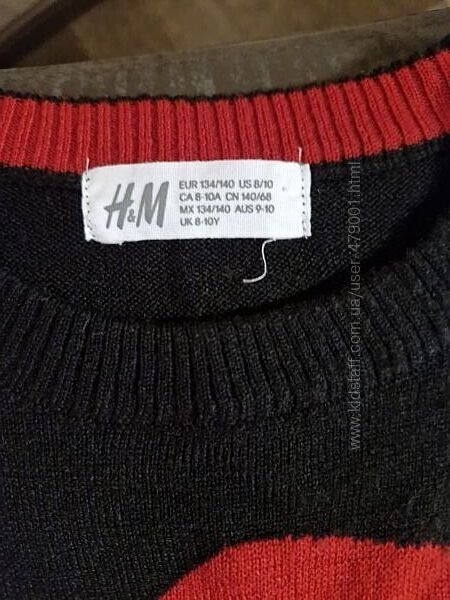 H&M
EUR 134/140 US 8/10
CA 8-10A CN 140/68
MX 134/140 AUS 9-10
UK 8-10Y
www.kidstaff.com.ua/user-479001.html